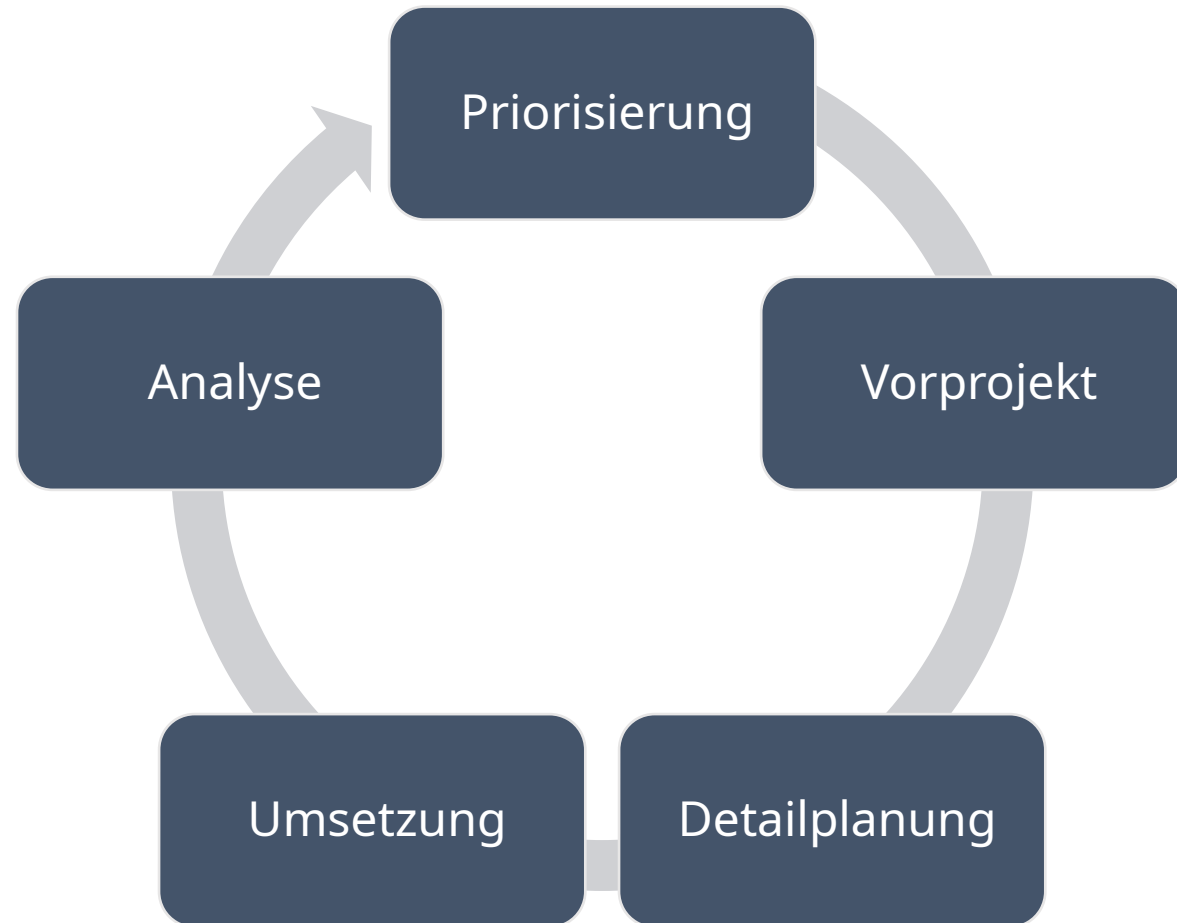 Priorisierung
Vorprojekt
Detailplanung
Umsetzung
Analyse